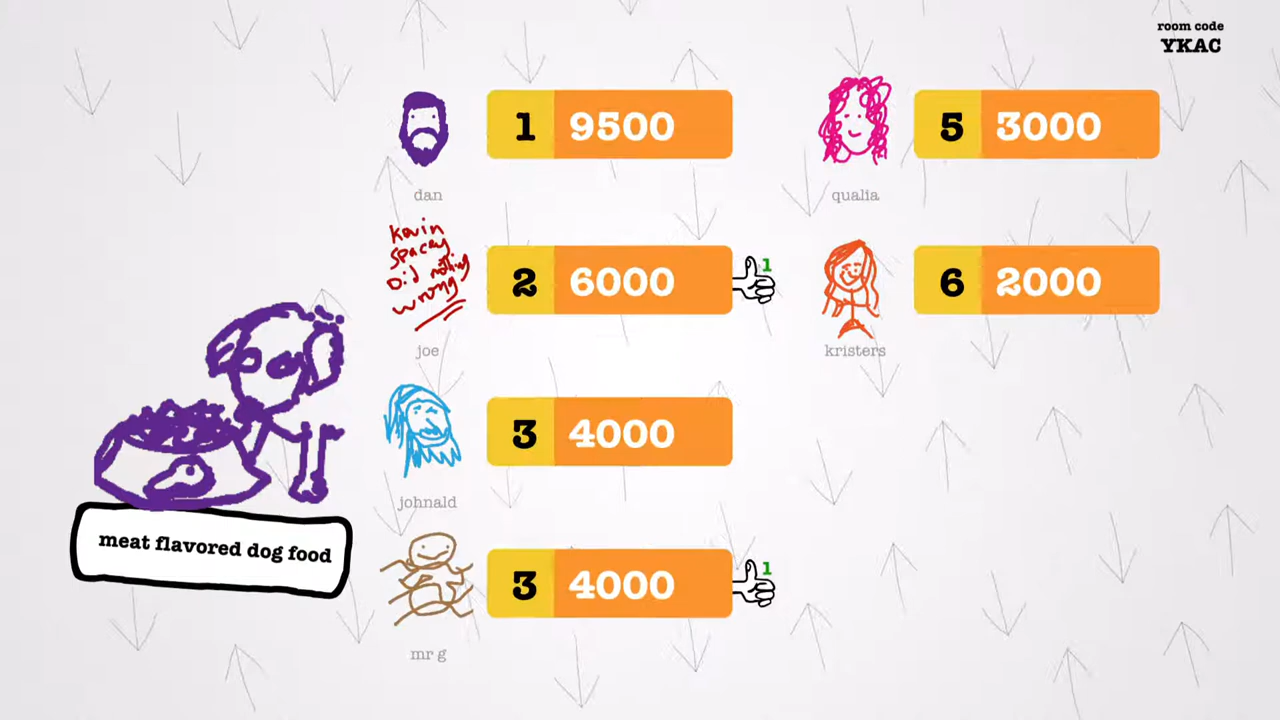 room code
YKAC
1 9500
dan
Kevin
Spacey
Did nothing
wrong
2 6000
1
joe
3 4000
johnald
3 4000
1
mr g
5 3000
qualia
6 2000
kristers
meat flavored dog food